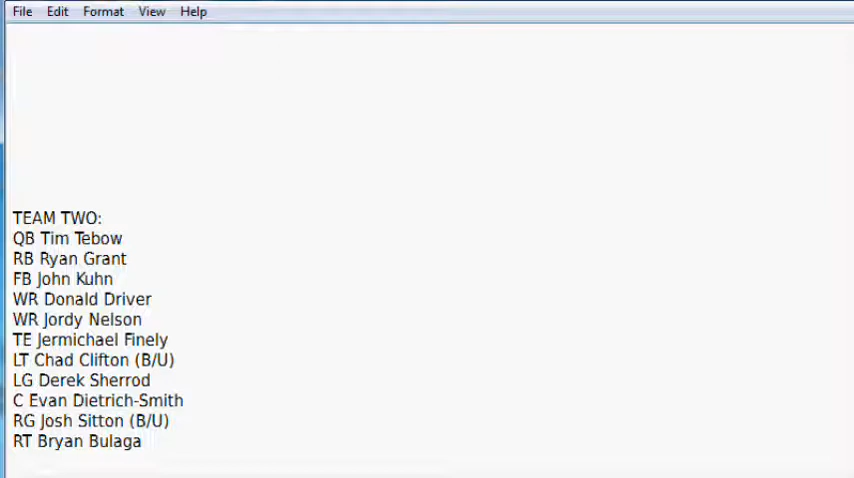 File Edit Format View Help
TEAM TWO:
QB Tim Tebow
RB Ryan Grant
FB John Kuhn
WR Donald Driver
WR Jordy Nelson
TE Jermichael Finely
LT Chad Clifton (B/U)
LG Derek Sherrod
C Evan Dietrich-Smith
RG Josh Sitton (B/U)
RT Bryan Bulaga